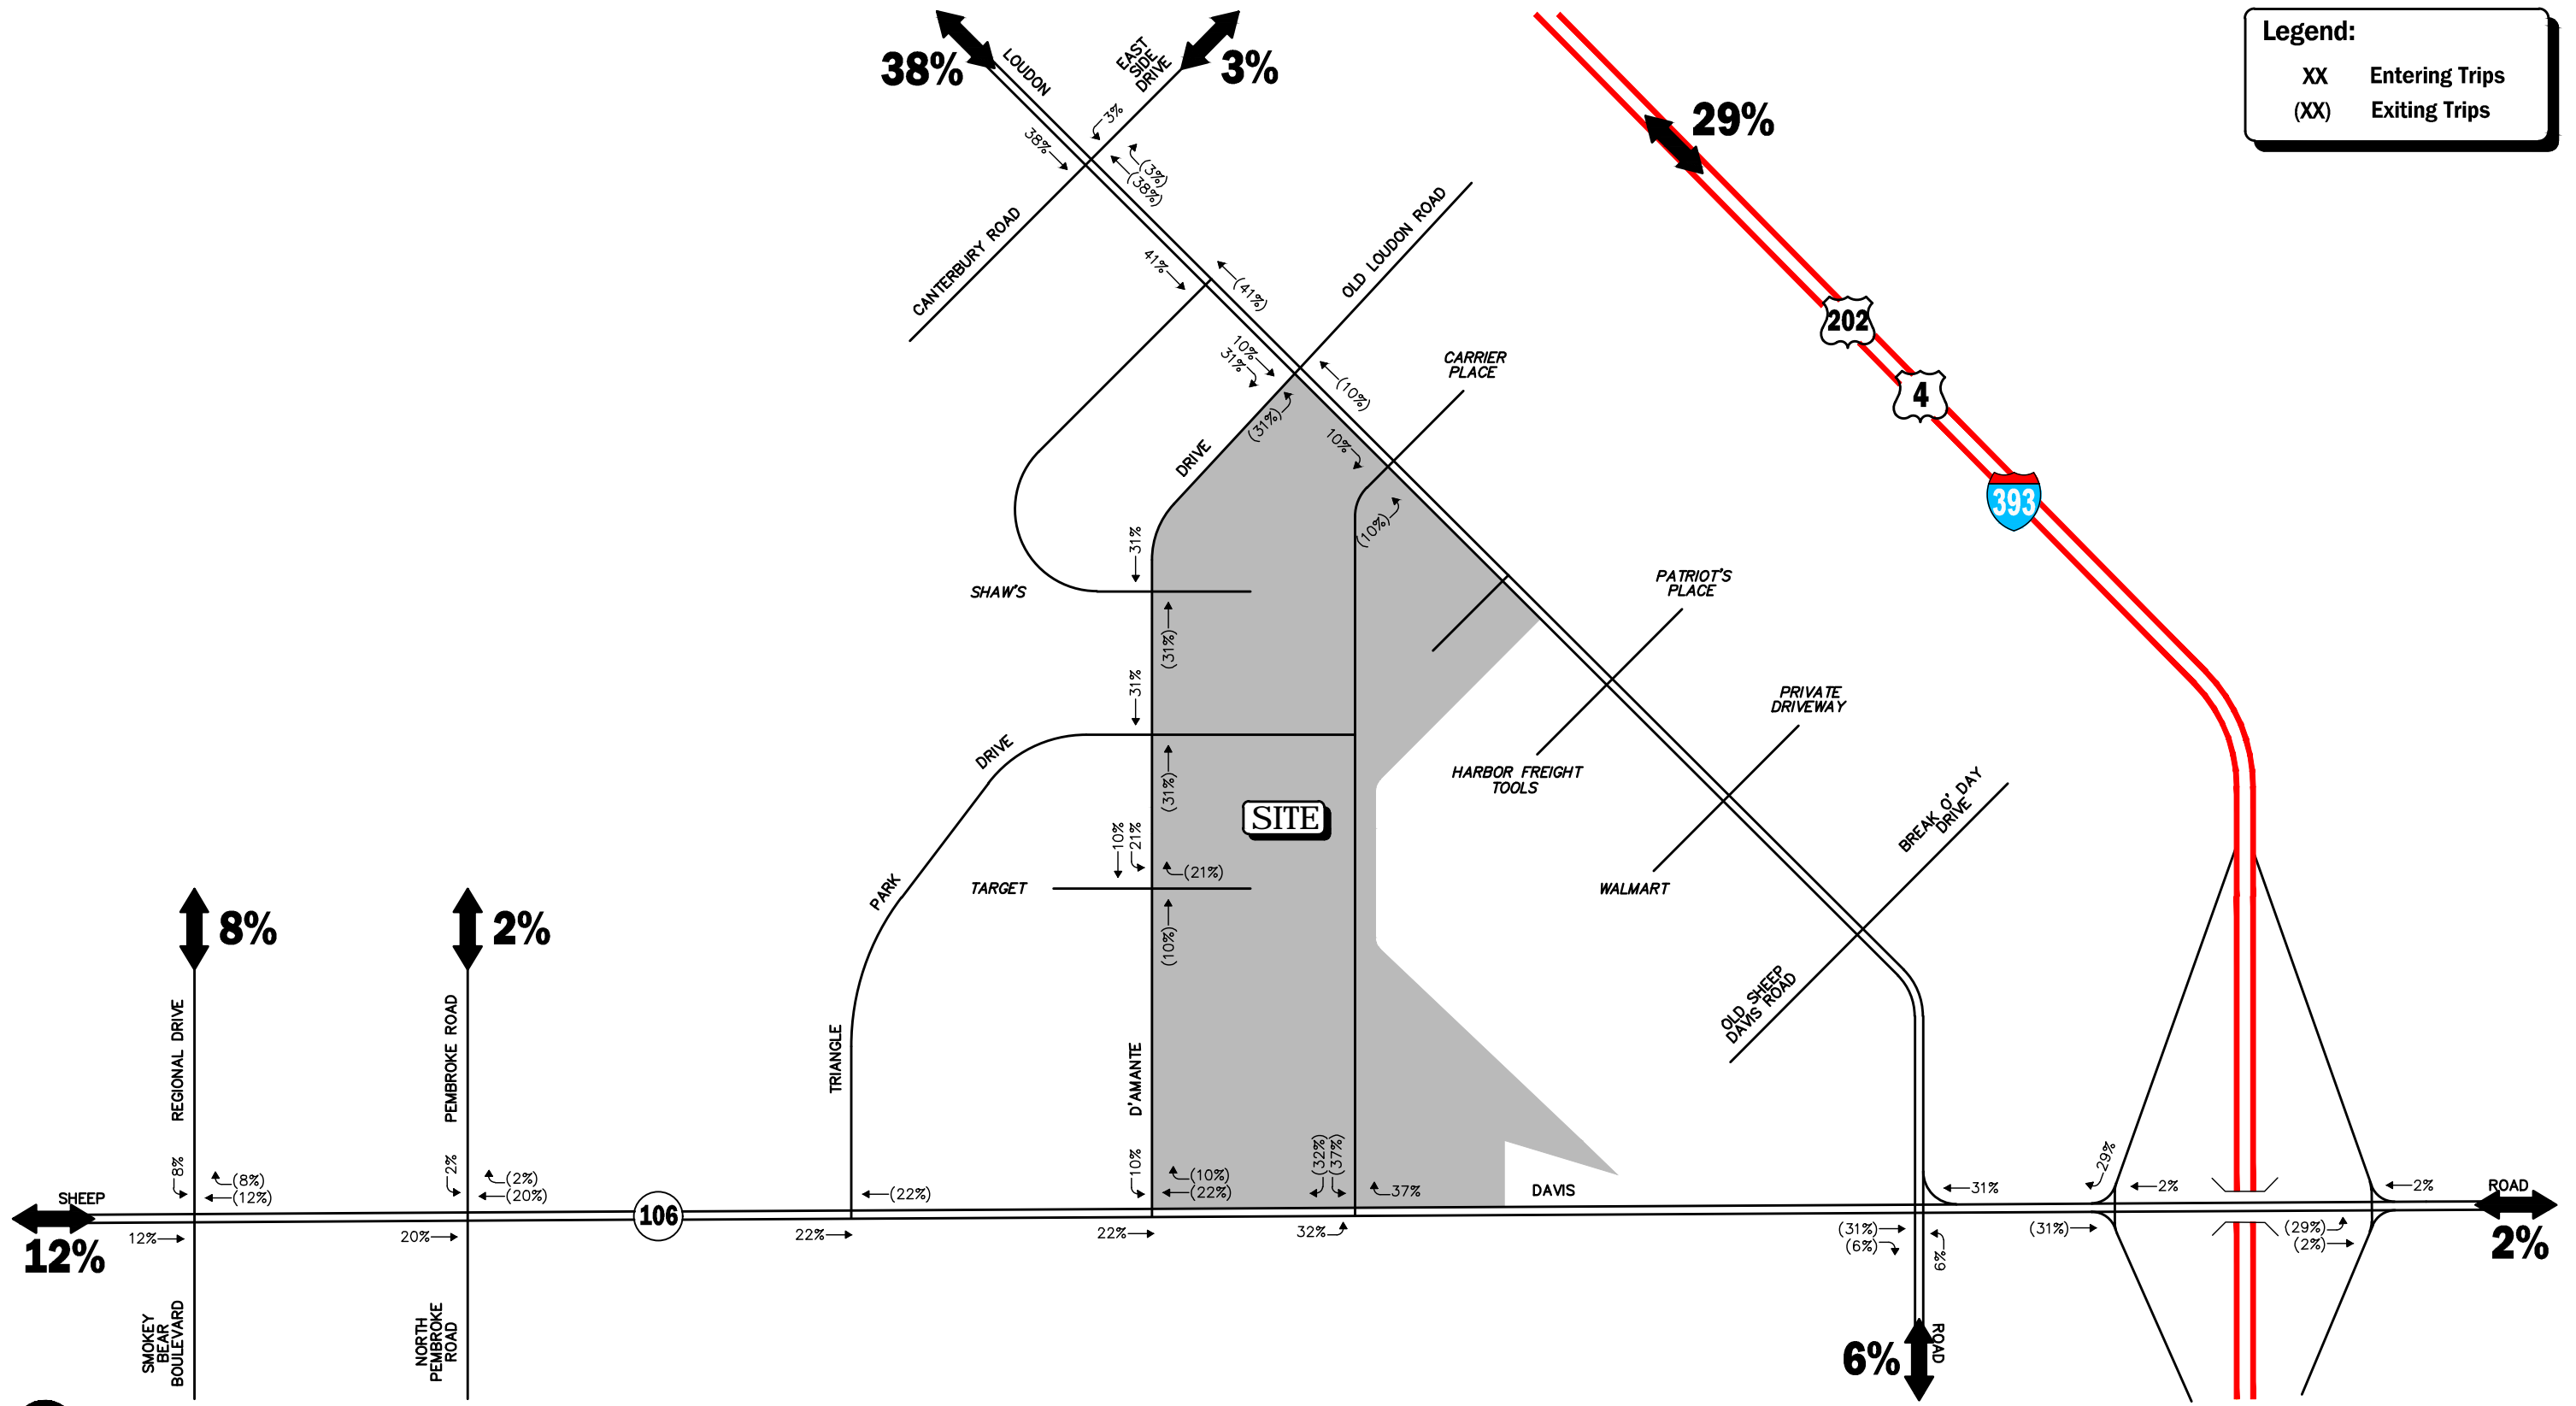 Legend:
XX Entering Trips
(XX) Exiting Trips
38%
LOUDON
EAST
SIDE
DRIVE
3%
29%
3%
38%
(3%)
(38%)
CANTERBURY ROAD
OLD LOUDON ROAD
41%
(41%)
202
4
393
10%
31%
(10%)
CARRIER
PLACE
(31%)
10%
(10%)
DRIVE
31%
SHAW'S
(31%)
PATRIOT'S
PLACE
31%
PRIVATE
DRIVEWAY
DRIVE
(31%)
HARBOR FREIGHT
TOOLS
SITE
10%
21%
(21%)
BREAK O' DAY
DRIVE
PARK
TARGET
WALMART
(10%)
8%
2%
REGIONAL DRIVE
PEMBROKE ROAD
TRIANGLE
D'AMANTE
OLD SHEEP
DAVIS ROAD
8%
(8%)
(12%)
2%
(2%)
(20%)
(22%)
10%
(10%)
(22%)
(32%)
(37%)
37%
DAVIS
31%
29%
2%
2%
ROAD
SHEEP
12%
12%
20%
106
22%
22%
32%
(31%)
(6%)
6%
(31%)
(29%)
(2%)
2%
SMOKEY
BEAR
BOULEVARD
NORTH
PEMBROKE
ROAD
6%
ROAD